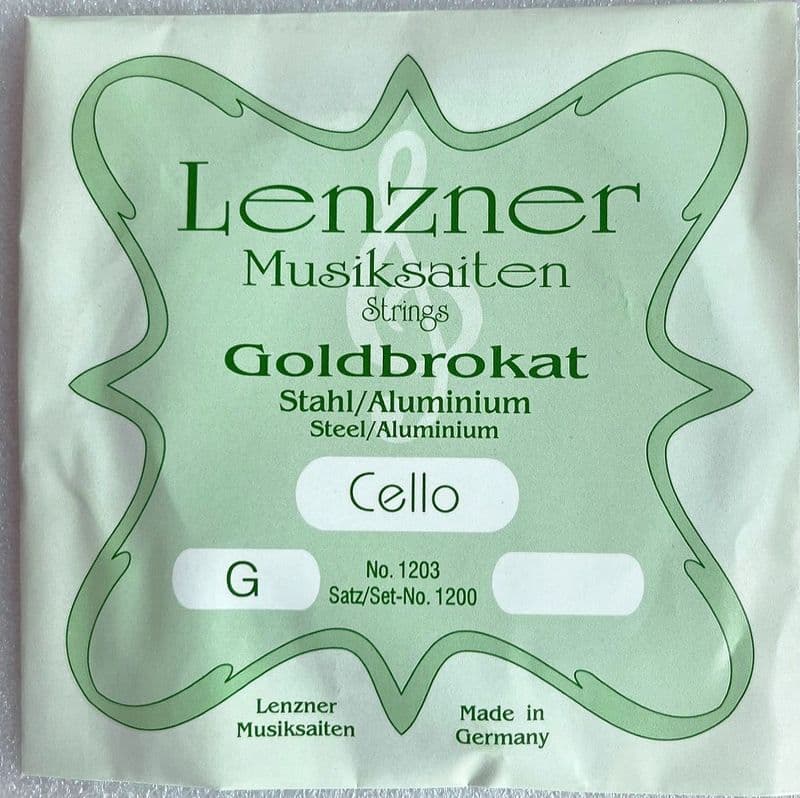 Lenzner
Musiksaiten
Strings
Goldbrokat
Stahl/Aluminium
Steel/Aluminium
Cello
G
No. 1203
Satz/Set-No. 1200
Lenzner
Musiksaiten
Made in
Germany